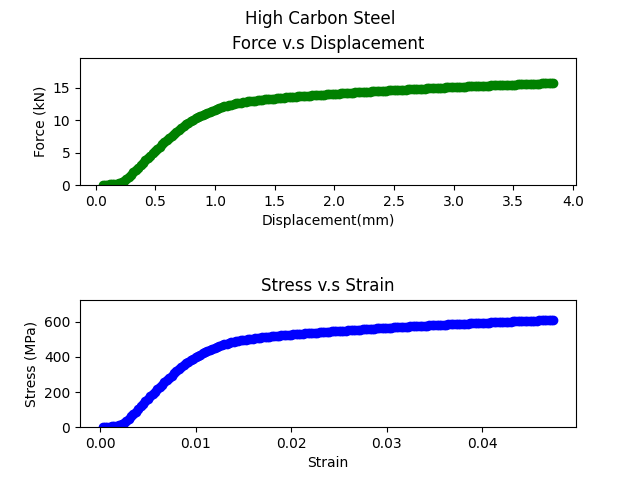 High Carbon Steel
Force v.s Displacement
Force (kN)
15
10
5
0
0.0 0.5 1.0 1.5 2.0 2.5 3.0 3.5 4.0
Displacement(mm)
Stress v.s Strain
Stress (MPa)
600
400
200
0
0.00 0.01 0.02 0.03 0.04
Strain